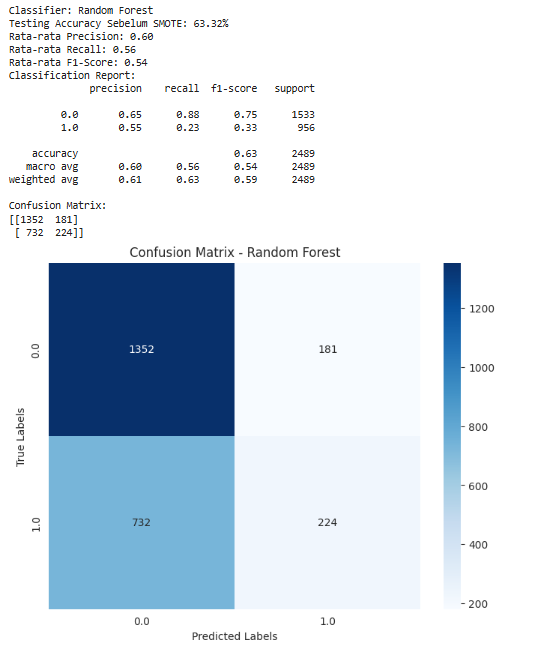 Classifier: Random Forest
Testing Accuracy Sebelum SMOTE: 63.32%
Rata-rata Precision: 0.60
Rata-rata Recall: 0.56
Rata-rata F1-Score: 0.54
Classification Report:
precision recall f1-score support
0.0 0.65 0.88 0.75 1533
1.0 0.55 0.23 0.33 956
accuracy 0.63 2489
macro avg 0.60 0.56 0.54 2489
weighted avg 0.61 0.63 0.59 2489
Confusion Matrix:
[[1352 181]
[ 732 224]]
Confusion Matrix - Random Forest
1352 181
732 224
0.0
1.0
True Labels
0.0 1.0
Predicted Labels
1200
1000
800
600
400
200